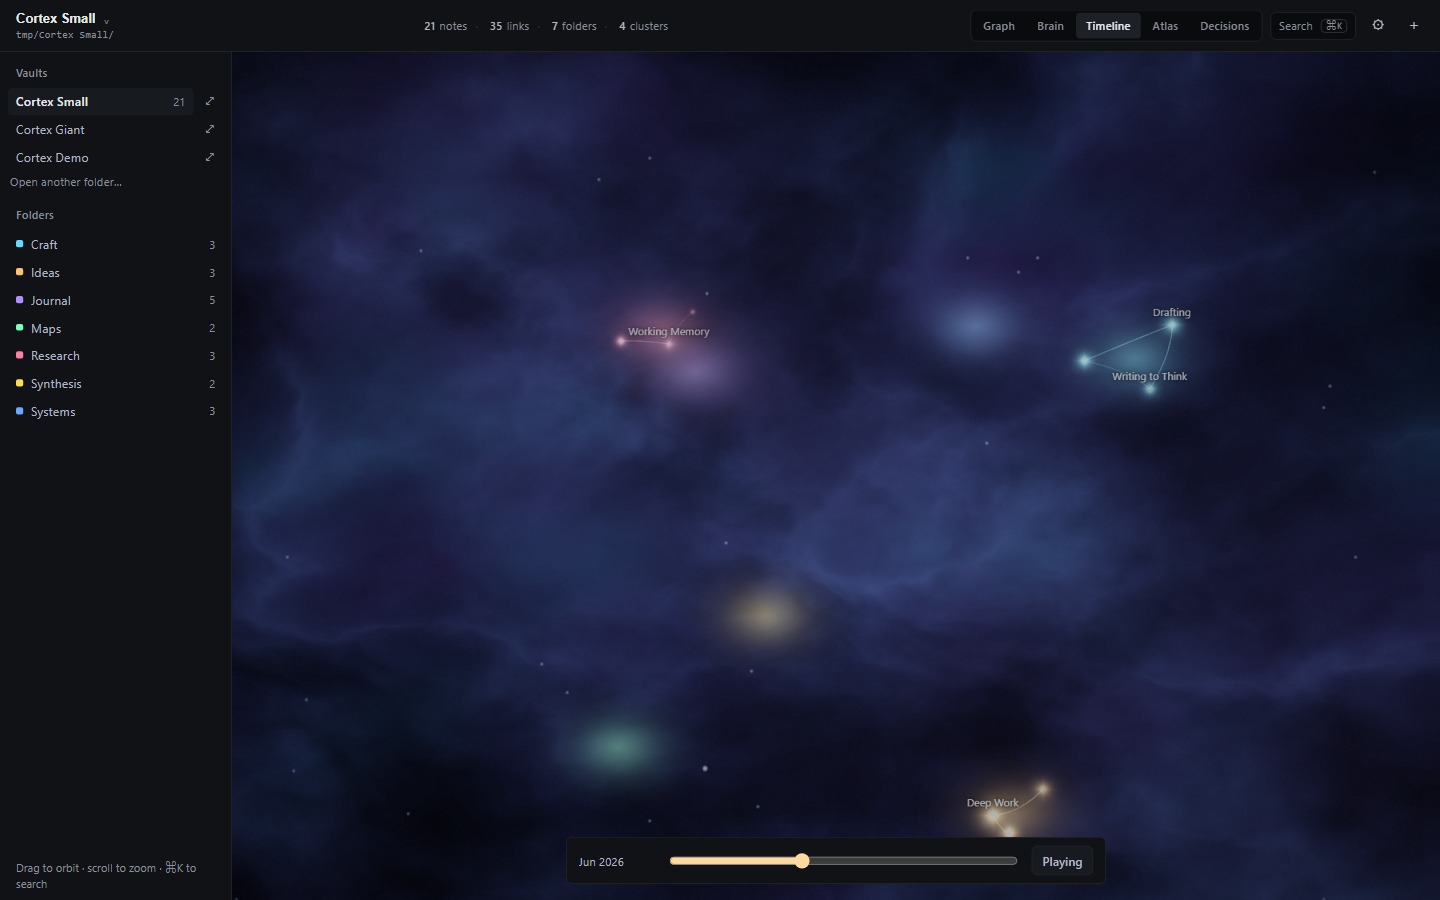 Cortex Small v
tmp/Cortex Small/
21 notes · 35 links · 7 folders · 4 clusters
Graph Brain Timeline Atlas Decisions
Search ⌘K
+
Vaults
Cortex Small 21
Cortex Giant
Cortex Demo
Open another folder...
Folders
Craft 3
Ideas 3
Journal 5
Maps 2
Research 3
Synthesis 2
Systems 3
Drag to orbit · scroll to zoom · ⌘K to
search
Drafting
Working Memory
Writing to Think
Deep Work
Jun 2026
Playing